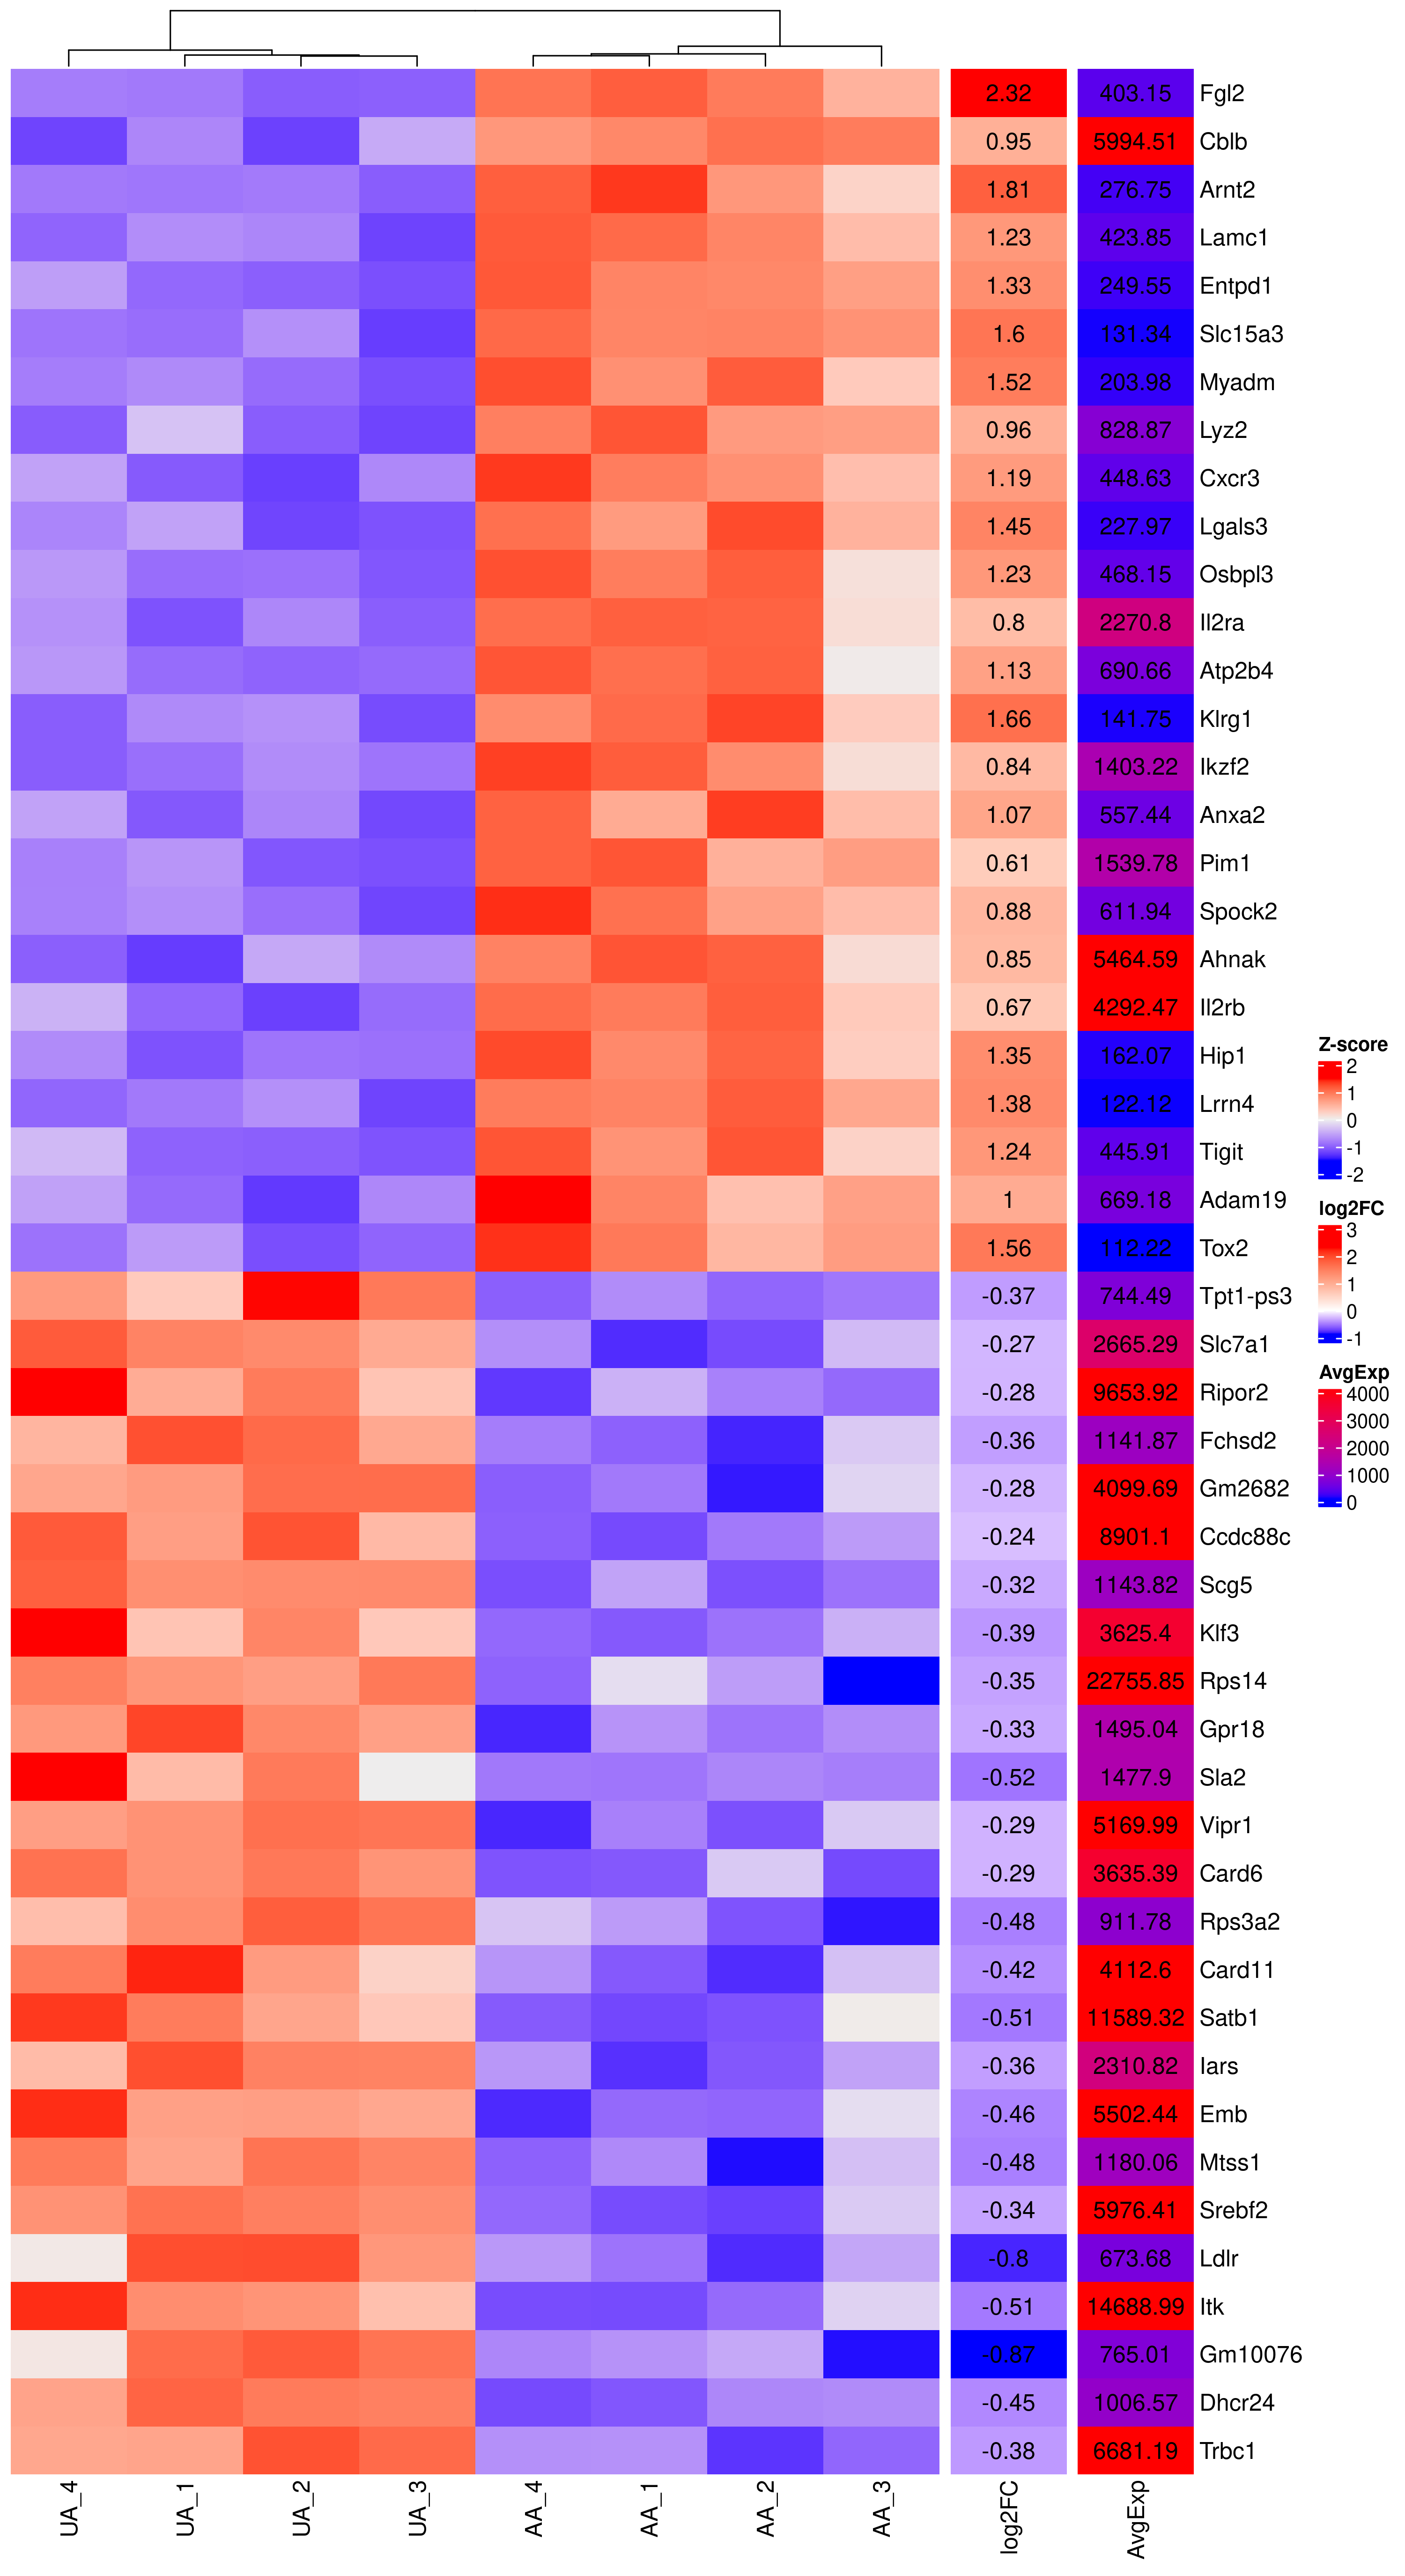 2.32 403.15 Fgl2
0.95 5994.51 Cblb
1.81 276.75 Arnt2
1.23 423.85 Lamc1
1.33 249.55 Entpd1
1.6 131.34 Slc15a3
1.52 203.98 Myadm
0.96 828.87 Lyz2
1.19 448.63 Cxcr3
1.45 227.97 Lgals3
1.23 468.15 Osbpl3
0.8 2270.8 Il2ra
1.13 690.66 Atp2b4
1.66 141.75 Klrg1
0.84 1403.22 Ikzf2
1.07 557.44 Anxa2
0.61 1539.78 Pim1
0.88 611.94 Spock2
0.85 5464.59 Ahnak
0.67 4292.47 Il2rb
1.35 162.07 Hip1
1.38 122.12 Lrrn4
1.24 445.91 Tigit
1 669.18 Adam19
1.56 112.22 Tox2
-0.37 744.49 Tpt1-ps3
-0.27 2665.29 Slc7a1
-0.28 9653.92 Ripor2
-0.36 1141.87 Fchsd2
-0.28 4099.69 Gm2682
-0.24 8901.1 Ccdc88c
-0.32 1143.82 Scg5
-0.39 3625.4 Klf3
-0.35 22755.85 Rps14
-0.33 1495.04 Gpr18
-0.52 1477.9 Sla2
-0.29 5169.99 Vipr1
-0.29 3635.39 Card6
-0.48 911.78 Rps3a2
-0.42 4112.6 Card11
-0.51 11589.32 Satb1
-0.36 2310.82 Iars
-0.46 5502.44 Emb
-0.48 1180.06 Mtss1
-0.34 5976.41 Srebf2
-0.8 673.68 Ldlr
-0.51 14688.99 Itk
-0.87 765.01 Gm10076
-0.45 1006.57 Dhcr24
-0.38 6681.19 Trbc1
UA_4 UA_1 UA_2 UA_3 AA_4 AA_1 AA_2 AA_3 log2FC AvgExp
Z-score
2
1
0
-1
-2
log2FC
3
2
1
0
-1
AvgExp
4000
3000
2000
1000
0